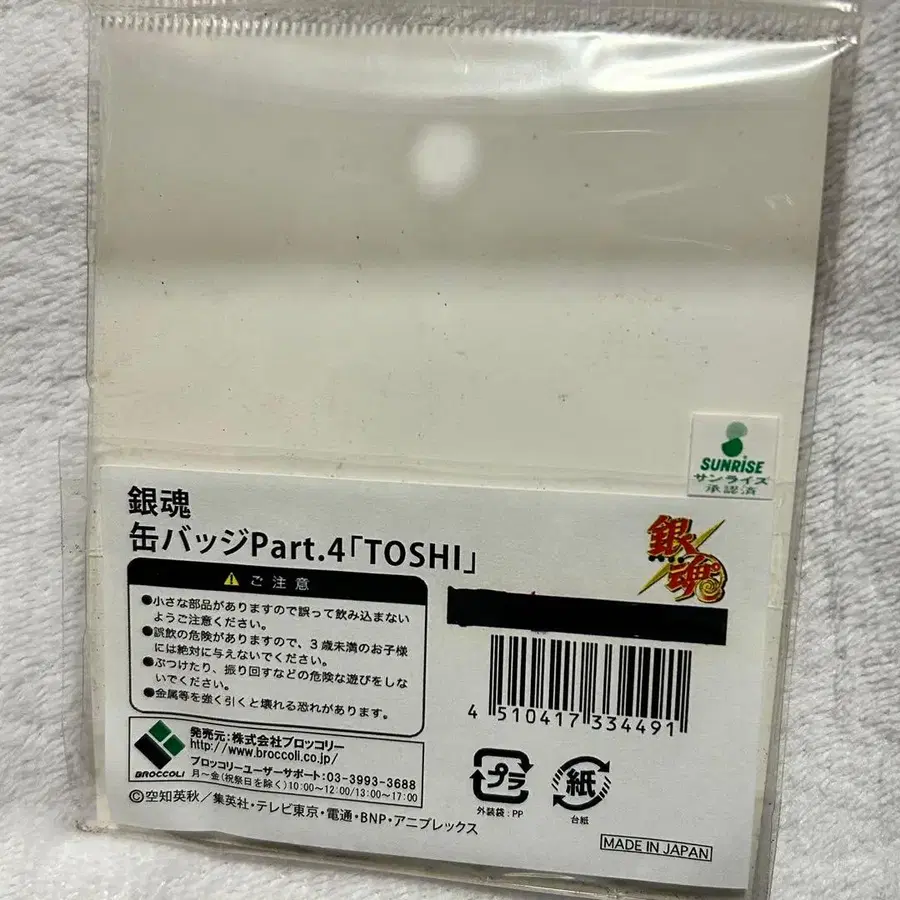 SUNRISE
サンライズ
承認済
銀魂
缶バッジPart.4「TOSHI」
銀魂
ご注意
●小さな部品がありますので誤って飲み込まない
ようご注意ください。
●誤飲の危険がありますので、3歳未満のお子様
には絶対に与えないでください。
●ぶつけたり、振り回すなどの危険な遊びをしな
いでください。
●金属等を強く引くと壊れる恐れがあります。
4 510417 334491
BROCCOLI
発売元:株式会社ブロッコリー
http://www.broccoli.co.jp/
ブロッコリーユーザーサポート:03-3993-3688
月～金(祝祭日を除く)10:00～12:00/13:00～17:00
プラ
外装袋:PP
紙
台紙
©空知英秋／集英社・テレビ東京・電通・BNP・アニプレックス
MADE IN JAPAN